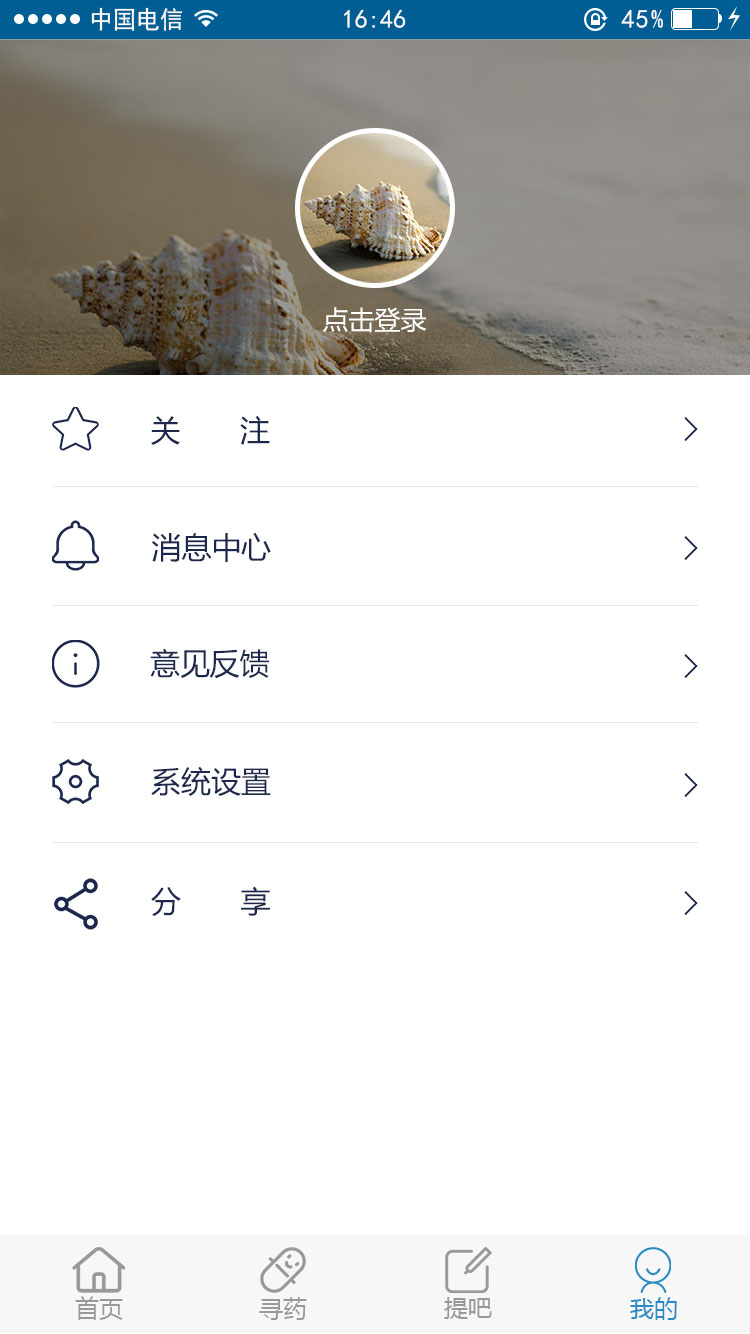 中国电信 16:46 45%
点击登录
关 注
消息中心
意见反馈
系统设置
分 享
首页 寻药 提吧 我的